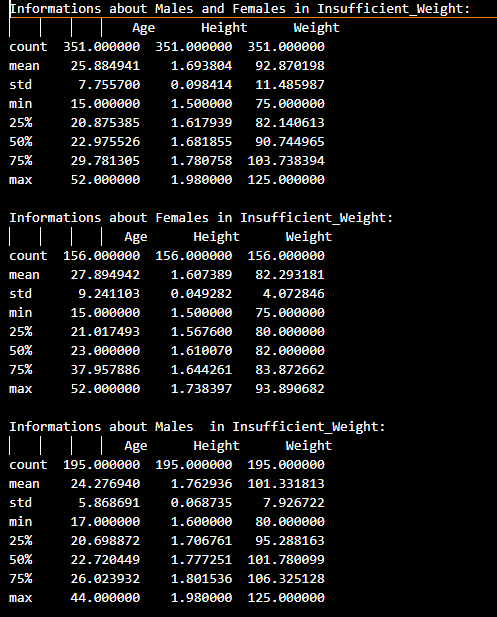 Informations about Males and Females in Insufficient_Weight:
Age Height Weight
count 351.000000 351.000000 351.000000
mean 25.884941 1.693804 92.870198
std 7.755700 0.098414 11.485987
min 15.000000 1.500000 75.000000
25% 20.875385 1.617939 82.140613
50% 22.975526 1.681855 90.744965
75% 29.781305 1.780758 103.738394
max 52.000000 1.980000 125.000000
Informations about Females in Insufficient_Weight:
Age Height Weight
count 156.000000 156.000000 156.000000
mean 27.894942 1.607389 82.293181
std 9.241103 0.049282 4.072846
min 15.000000 1.500000 75.000000
25% 21.017493 1.567600 80.000000
50% 23.000000 1.610070 82.000000
75% 37.957886 1.644261 83.872662
max 52.000000 1.738397 93.890682
Informations about Males  in Insufficient_Weight:
Age Height Weight
count 195.000000 195.000000 195.000000
mean 24.276940 1.762936 101.331813
std 5.868691 0.068735 7.926722
min 17.000000 1.600000 80.000000
25% 20.698872 1.706761 95.288163
50% 22.720449 1.777251 101.780099
75% 26.023932 1.801536 106.325128
max 44.000000 1.980000 125.000000